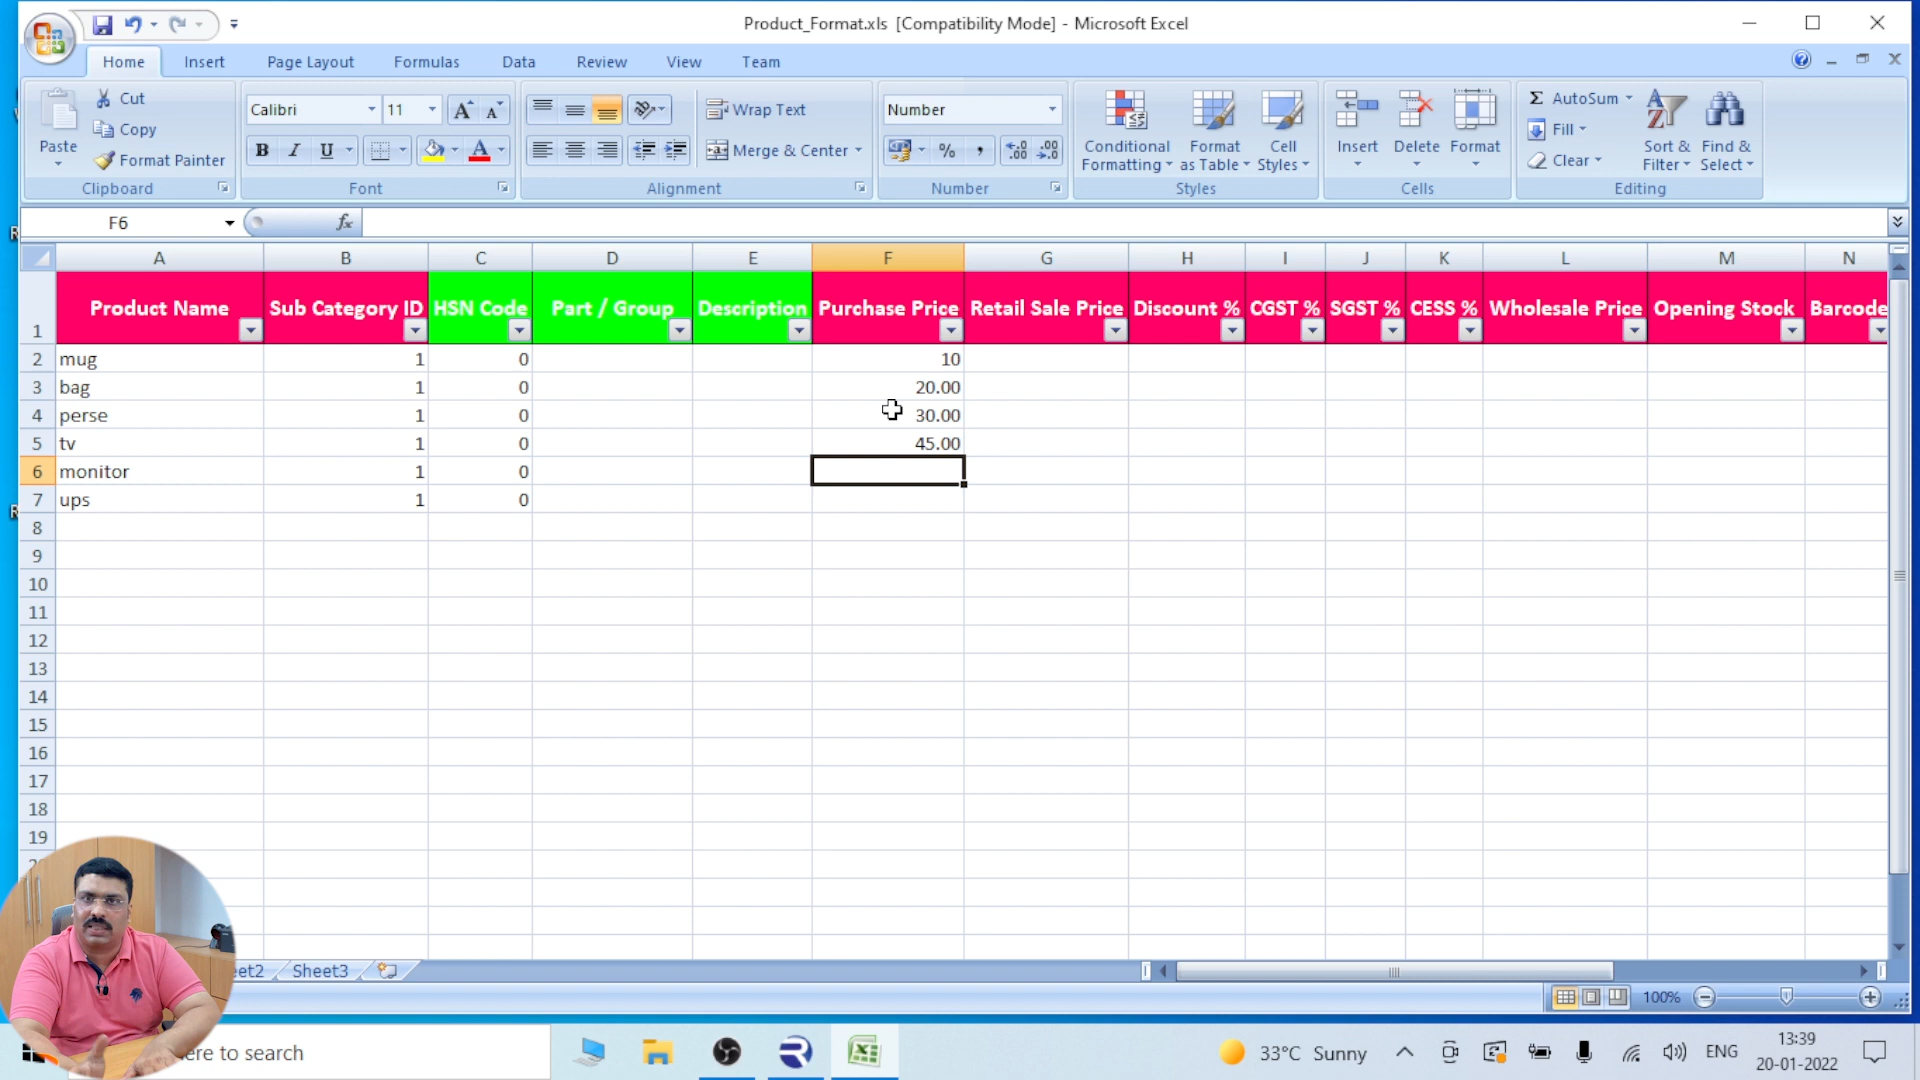 Product_Format.xls [Compatibility Mode] - Microsoft Excel
Home Insert Page Layout Formulas Data Review View Team
Paste
Cut
Copy
Format Painter
Clipboard
Calibri 11
B I U
Font
Wrap Text
Merge & Center
Alignment
Number
Number
Conditional Formatting
Format as Table
Cell Styles
Styles
Insert Delete Format
Cells
Σ AutoSum
Fill
Clear
Sort & Filter
Find & Select
Editing
F6 fx
A B C D E F G H I J K L M N
1 Product Name Sub Category ID HSN Code Part / Group Description Purchase Price Retail Sale Price Discount % CGST % SGST % CESS % Wholesale Price Opening Stock Barcode
2 mug 1 0 10
3 bag 1 0 20.00
4 perse 1 0 30.00
5 tv 1 0 45.00
6 monitor 1 0
7 ups 1 0
8
9
10
11
12
13
14
15
16
17
18
19
eet2 Sheet3
100%
ere to search
33°C Sunny
ENG
13:39
20-01-2022